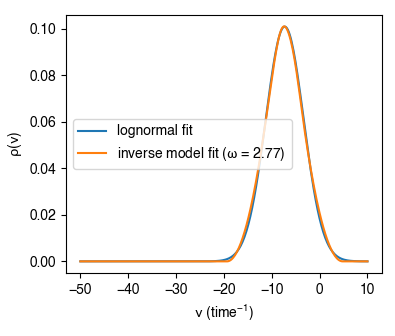 0.10
0.08
0.06
0.04
0.02
0.00
ρ(v)
lognormal fit
inverse model fit (ω = 2.77)
−50 −40 −30 −20 −10 0 10
v (time⁻¹)